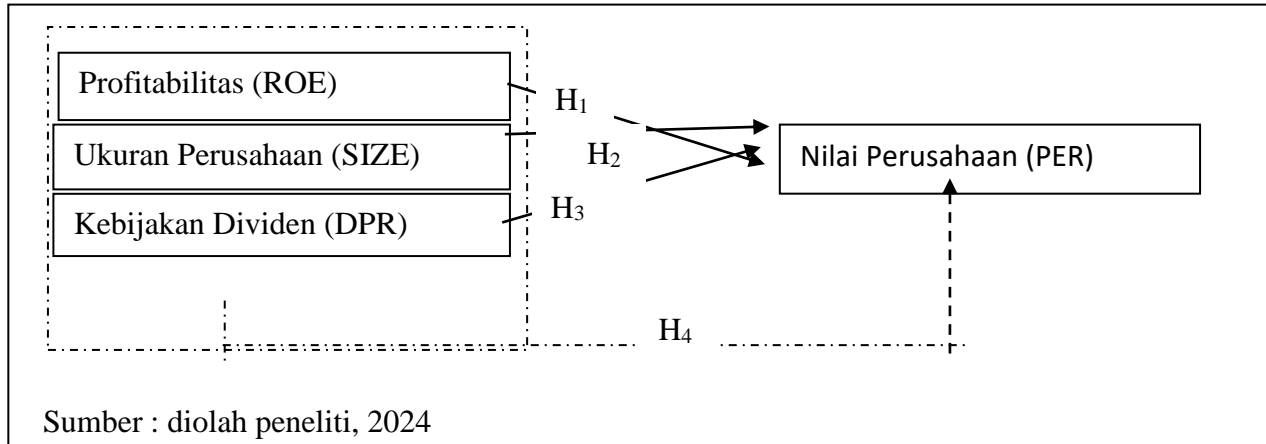 Profitabilitas (ROE)
H₁
Ukuran Perusahaan (SIZE)
H₂
Nilai Perusahaan (PER)
Kebijakan Dividen (DPR)
H₃
H₄
Sumber : diolah peneliti, 2024